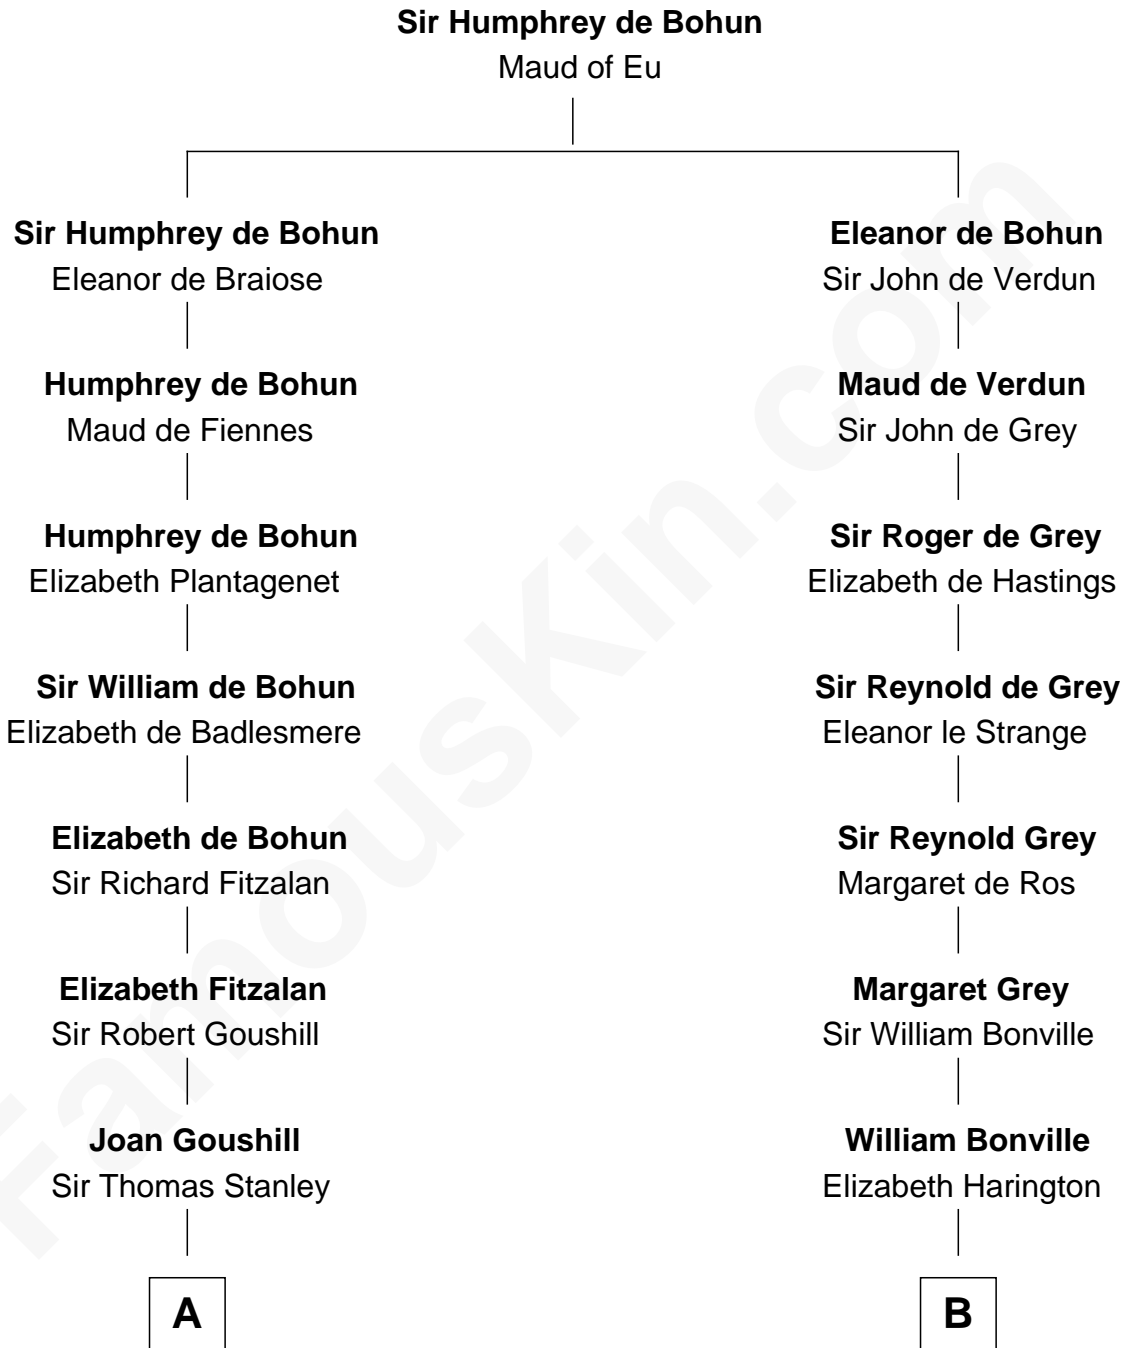 Sir Humphrey de Bohun
Maud of Eu
Sir Humphrey de Bohun
Eleanor de Braiose
Eleanor de Bohun
Sir John de Verdun
Humphrey de Bohun
Maud de Fiennes
Maud de Verdun
Sir John de Grey
Humphrey de Bohun
Elizabeth Plantagenet
Sir Roger de Grey
Elizabeth de Hastings
Sir William de Bohun
Elizabeth de Badlesmere
Sir Reynold de Grey
Eleanor le Strange
Elizabeth de Bohun
Sir Richard Fitzalan
Sir Reynold Grey
Margaret de Ros
Elizabeth Fitzalan
Sir Robert Goushill
Margaret Grey
Sir William Bonville
Joan Goushill
Sir Thomas Stanley
William Bonville
Elizabeth Harington
A
B
FamousKin.com